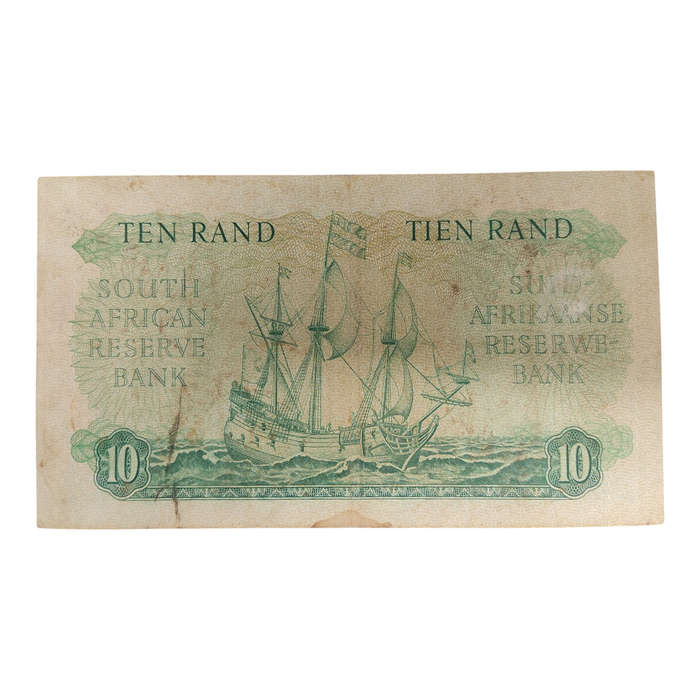 TEN RAND
TIEN RAND
SOUTH
AFRICAN
RESERVE
BANK
SUID-
AFRIKAANSE
RESERWE-
BANK
10
10